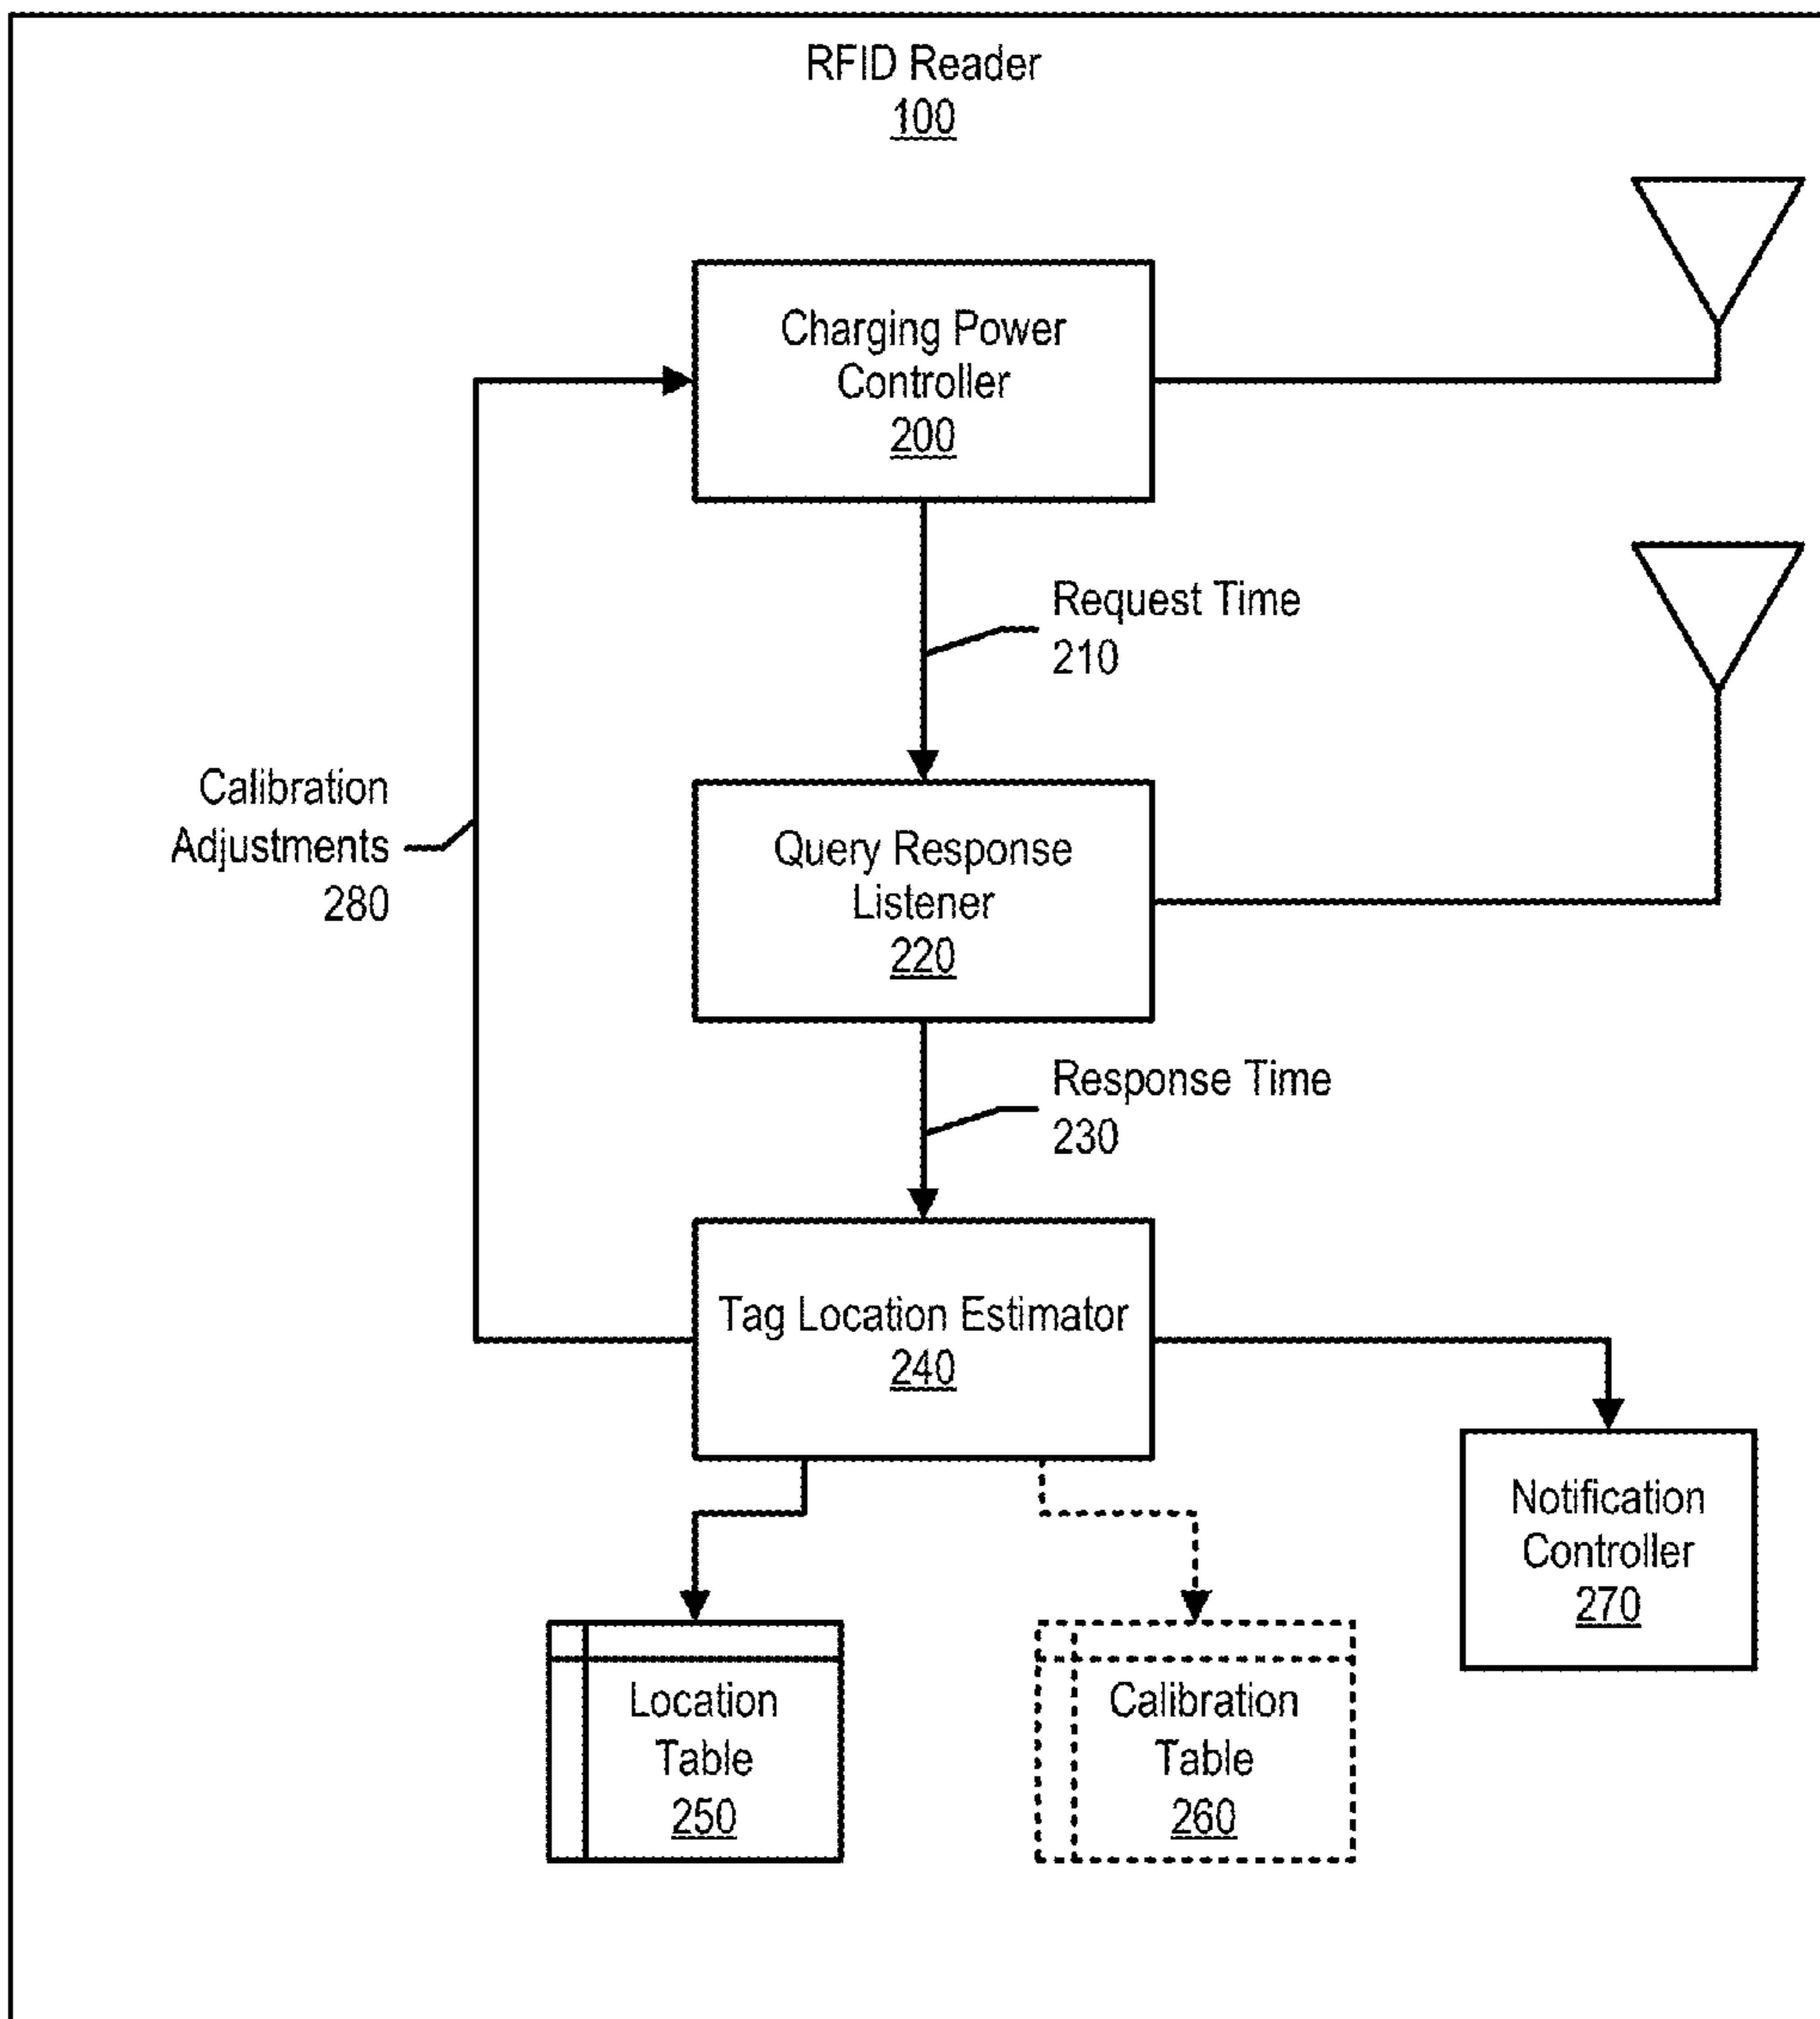 RFID Reader
100
Charging Power
Controller
200
Request Time
210
Calibration
Adjustments
280
Query Response
Listener
220
Response Time
230
Tag Location Estimator
240
Notification
Controller
270
Location
Table
250
Calibration
Table
260